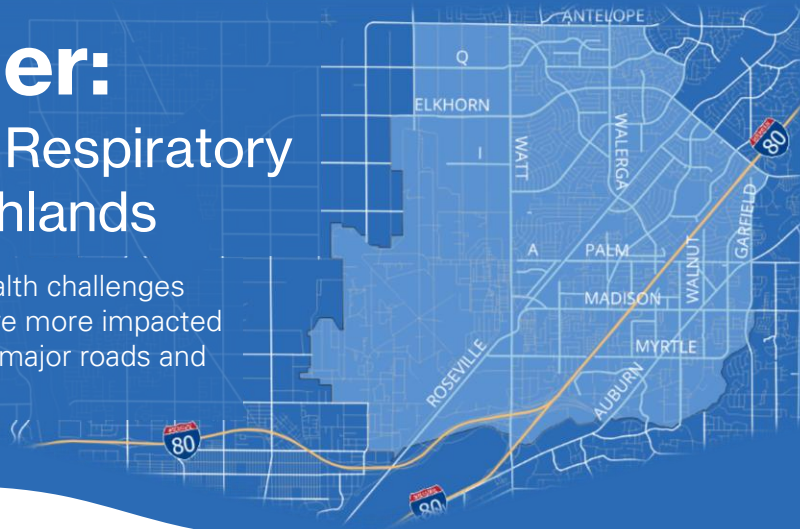 er:
Respiratory
hlands
alth challenges
e more impacted
major roads and
ANTELOPE
Q
ELKHORN
I
WATT
WALERGA
80
GARFIELD
A
PALM
WALNUT
MADISON
MYRTLE
ROSEVILLE
AUBURN
80
80